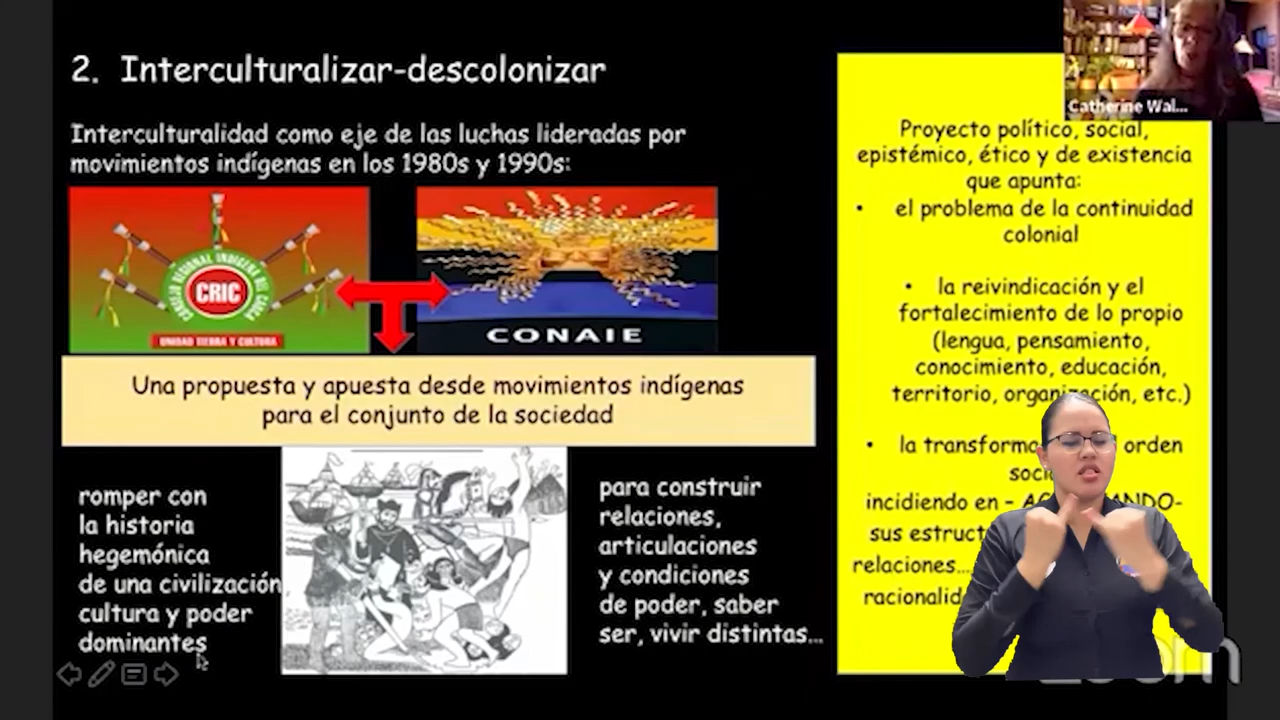 2. Interculturalizar-descolonizar
Interculturalidad como eje de las luchas lideradas por
movimientos indígenas en los 1980s y 1990s:
CONSEJO REGIONAL INDIGENA DEL CAUCA
CRIC
UNIDAD TIERRA Y CULTURA
CONAIE
Una propuesta y apuesta desde movimientos indígenas
para el conjunto de la sociedad
romper con
la historia
hegemónica
de una civilización,
cultura y poder
dominantes
para construir
relaciones,
articulaciones
y condiciones
de poder, saber
ser, vivir distintas...
Catherine Wal...
Proyecto político, social,
epistémico, ético y de existencia
que apunta:
• el problema de la continuidad
colonial
• la reivindicación y el
fortalecimiento de lo propio
(lengua, pensamiento,
conocimiento, educación,
territorio, organización, etc.)
• la orden
incidiendo en –
sus
relaciones...
zoom